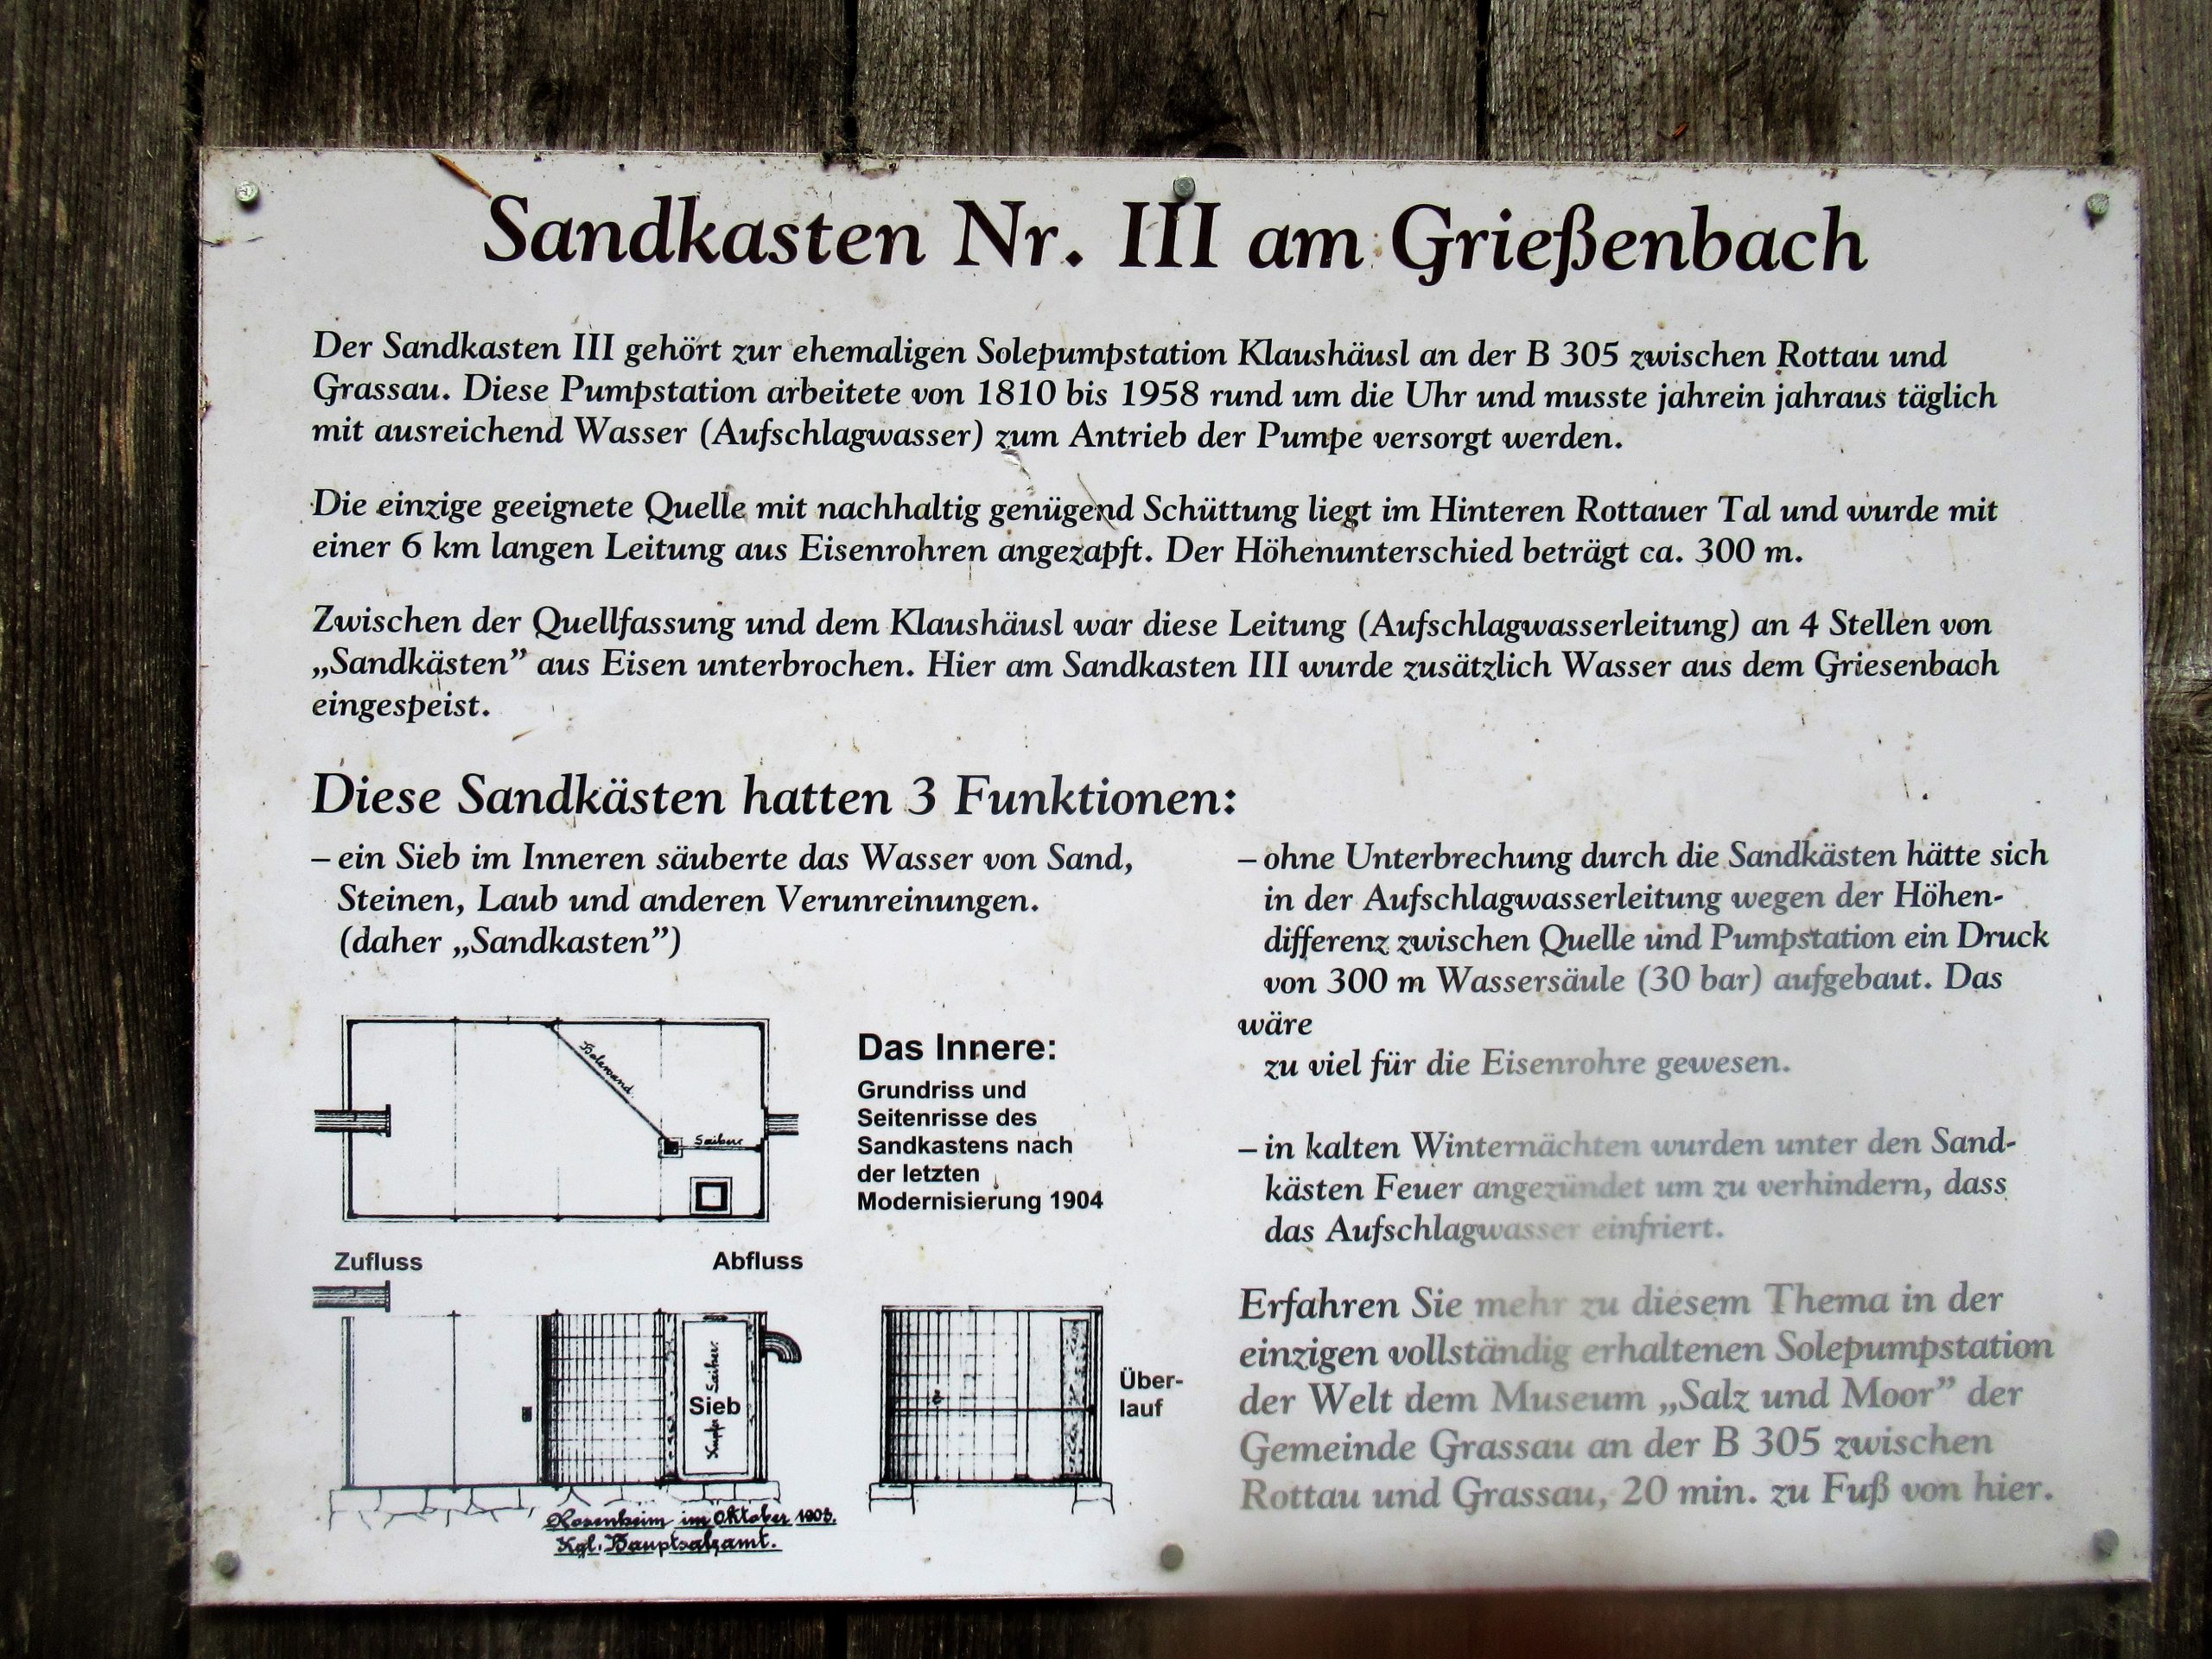 Sandkasten Nr. III am Grießenbach
Der Sandkasten III gehört zur ehemaligen Solepumpstation Klaushäusl an der B 305 zwischen Rottau und
Grassau. Diese Pumpstation arbeitete von 1810 bis 1958 rund um die Uhr und musste jahrein jahraus täglich
mit ausreichend Wasser (Aufschlagwasser) zum Antrieb der Pumpe versorgt werden.
Die einzige geeignete Quelle mit nachhaltig genügend Schüttung liegt im Hinteren Rottauer Tal und wurde mit
einer 6 km langen Leitung aus Eisenrohren angezapft. Der Höhenunterschied beträgt ca. 300 m.
Zwischen der Quellfassung und dem Klaushäusl war diese Leitung (Aufschlagwasserleitung) an 4 Stellen von
„Sandkästen” aus Eisen unterbrochen. Hier am Sandkasten III wurde zusätzlich Wasser aus dem Griesenbach
eingespeist.
Diese Sandkästen hatten 3 Funktionen:
– ein Sieb im Inneren säuberte das Wasser von Sand,
Steinen, Laub und anderen Verunreinungen.
(daher „Sandkasten”)
Das Innere:
Grundriss und
Seitenrisse des
Sandkastens nach
der letzten
Modernisierung 1904
Zufluss
Abfluss
Sieb
Über-
lauf
Rosenheim im Oktober 1903.
Kgl. Hauptsalzamt.
– ohne Unterbrechung durch die Sandkästen hätte sich
in der Aufschlagwasserleitung wegen der Höhen-
differenz zwischen Quelle und Pumpstation ein Druck
von 300 m Wassersäule (30 bar) aufgebaut. Das
wäre
zu viel für die Eisenrohre gewesen.
– in kalten Winternächten wurden unter den Sand-
kästen Feuer angezündet um zu verhindern, dass
das Aufschlagwasser einfriert.
Erfahren Sie mehr zu diesem Thema in der
einzigen vollständig erhaltenen Solepumpstation
der Welt dem Museum „Salz und Moor” der
Gemeinde Grassau an der B 305 zwischen
Rottau und Grassau, 20 min. zu Fuß von hier.